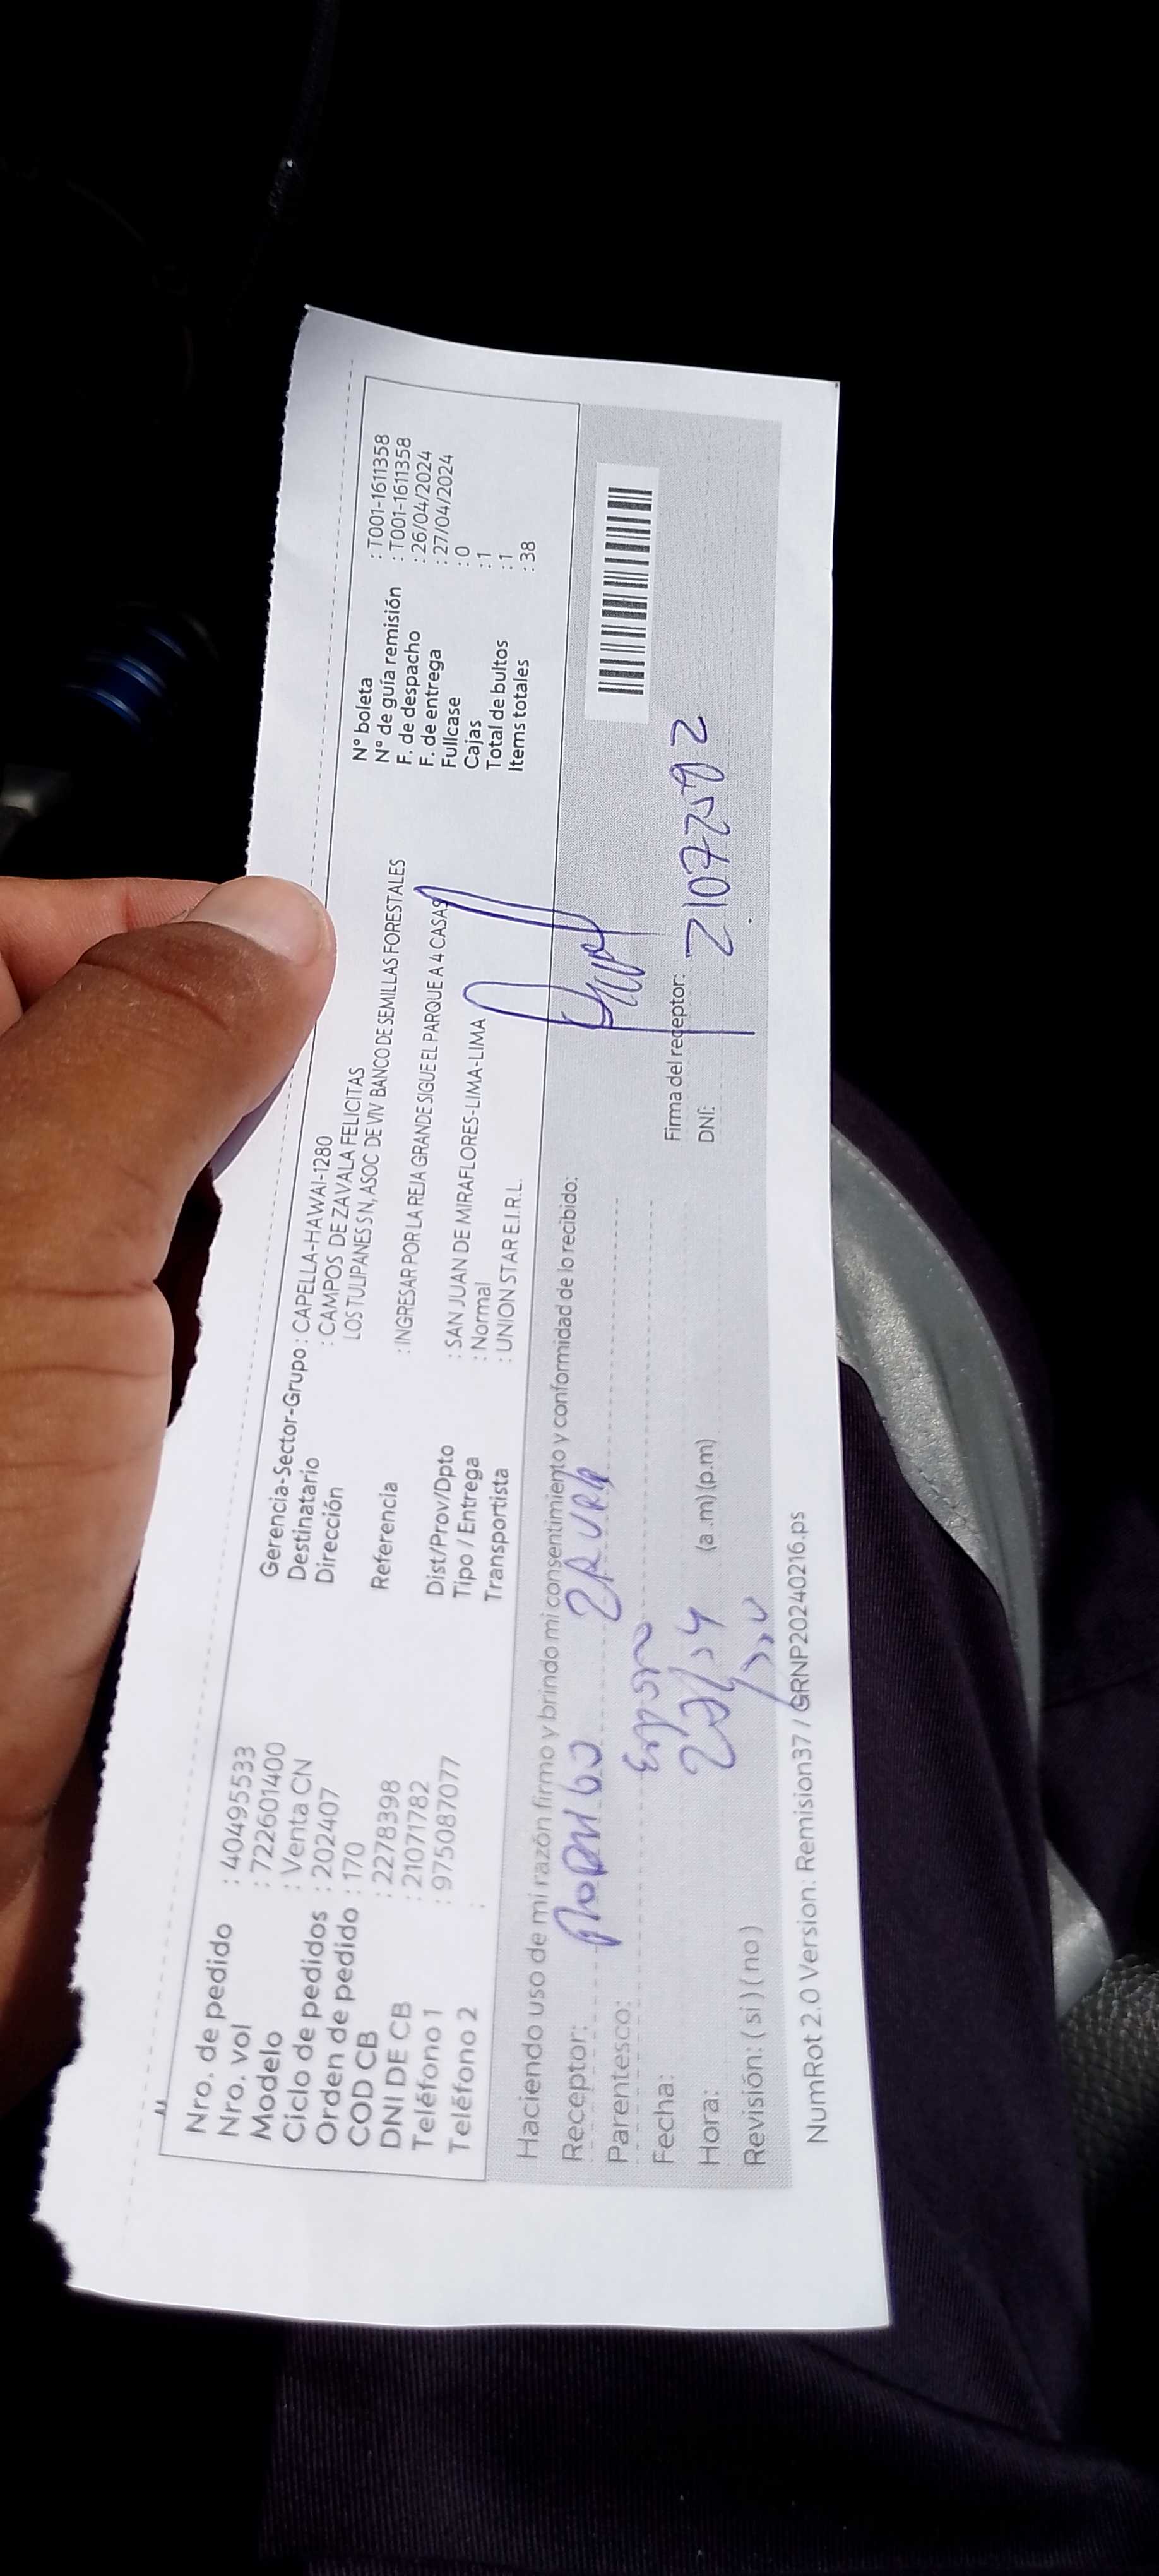 Nro. de pedido : 40495533
Nro. vol : 722601400
Modelo : Venta CN
Ciclo de pedidos : 202407
Orden de pedido : 170
COD CB : 2278398
DNI DE CB : 21071782
Teléfono 1 : 975087077
Teléfono 2 :
Gerencia-Sector-Grupo : CAPELLA-HAWAI-1280
Destinatario : CAMPOS DE ZAVALA FELICITAS
Dirección LOS TULIPANES SN, ASOC DE VIV BANCO DE SEMILLAS FORESTALES
Referencia : INGRESAR POR LA REJA GRANDE SIGUE EL PARQUE A 4 CASAS
Dist/Prov/Dpto : SAN JUAN DE MIRAFLORES-LIMA-LIMA
Tipo / Entrega : Normal
Transportista : UNION STAR E.I.R.L.
N° boleta : T001-1611358
N° de guía remisión : T001-1611358
F. de despacho : 26/04/2024
F. de entrega : 27/04/2024
Fullcase : 0
Cajas : 1
Total de bultos : 1
Items totales : 38
Haciendo uso de mi razón firmo y brindo mi consentimiento y conformidad de lo recibido:
Receptor:
Parentesco:
Fecha:
Hora: (a .m) (p.m)
Revisión: ( si ) ( no )
Firma del receptor:
DNI: 21072592
NumRot 2.0 Version: Remision37 / GRNP20240216.ps